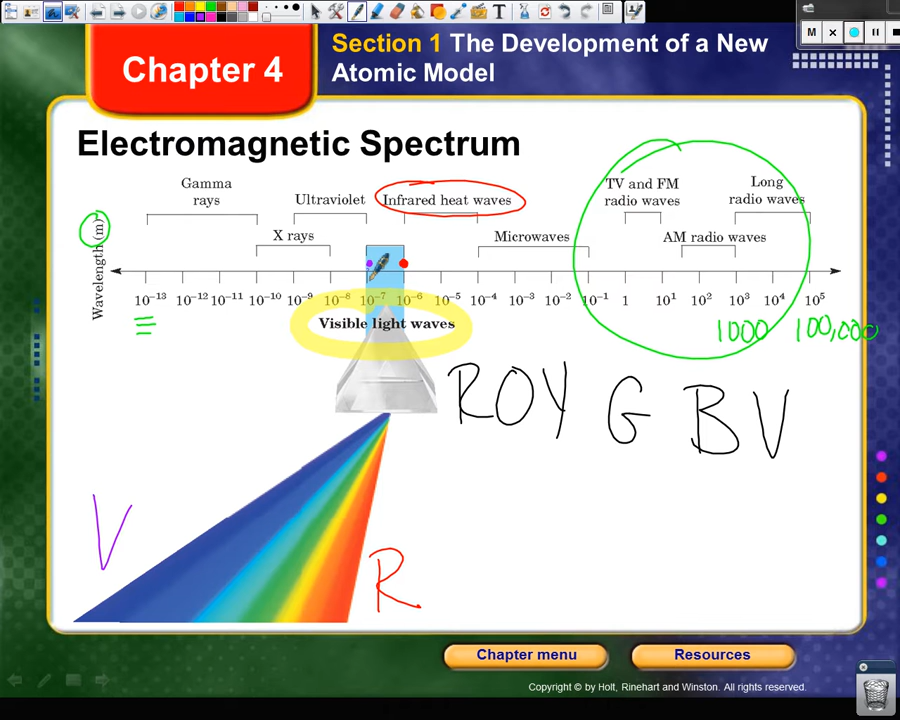 M
Chapter 4
Section 1 The Development of a New
Atomic Model
Electromagnetic Spectrum
Gamma
rays
Ultraviolet
Infrared heat waves
TV and FM
radio waves
Long
radio waves
X rays
Microwaves
AM radio waves
Wavelength (m)
10⁻¹³ 10⁻¹² 10⁻¹¹ 10⁻¹⁰ 10⁻⁹ 10⁻⁸ 10⁻⁷ 10⁻⁶ 10⁻⁵ 10⁻⁴ 10⁻³ 10⁻² 10⁻¹ 1 10¹ 10² 10³ 10⁴ 10⁵
Visible light waves
1000 100,000
ROY G BV
V
R
Chapter menu
Resources
Copyright © by Holt, Rinehart and Winston. All rights reserved.